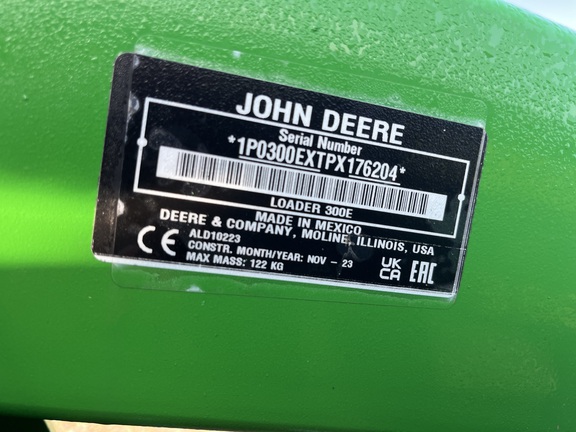 JOHN DEERE
Serial Number
*1P0300EXTPX176204*
LOADER 300E
MADE IN MEXICO
DEERE & COMPANY, MOLINE, ILLINOIS, USA
ALD10223
CONSTR. MONTH/YEAR: NOV - 23
MAX MASS: 122 KG
CE
UK
CA
EAC